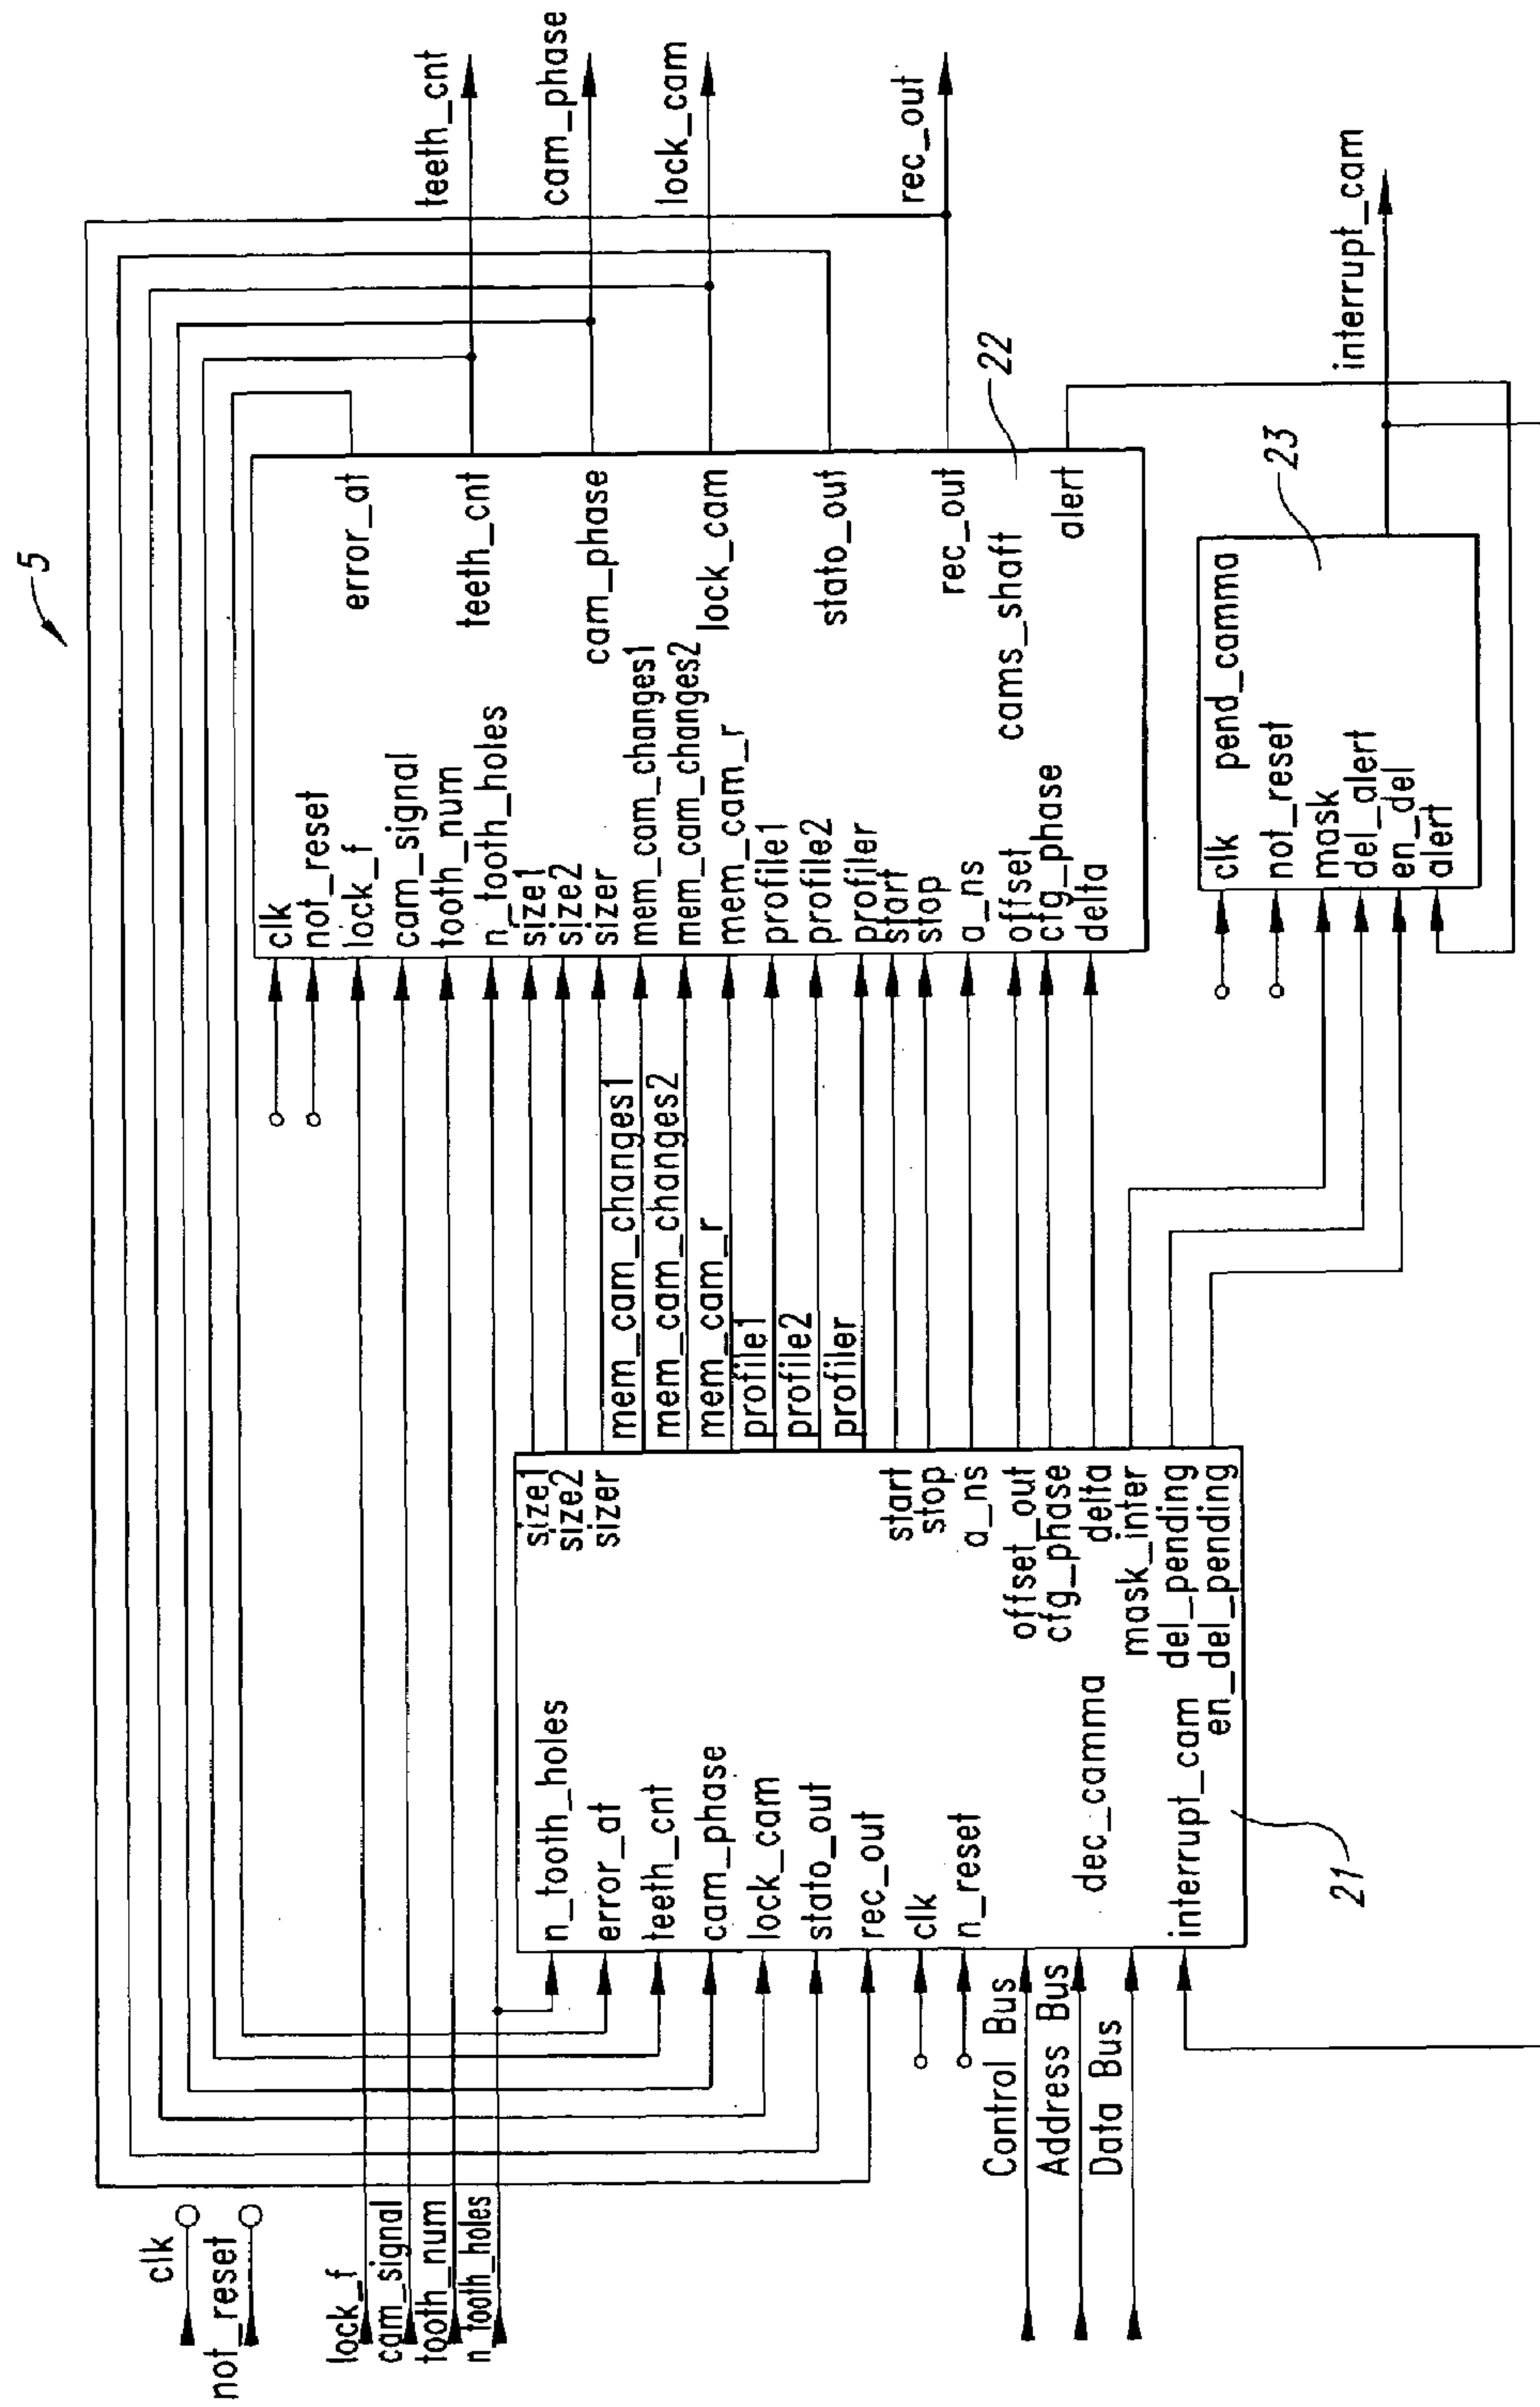 5
clk
not_reset
lock_f
cam_signal
tooth_num
n_tooth_holes
Control Bus
Address Bus
Data Bus
n_tooth_holes
error_at
teeth_cnt
cam_phase
lock_cam
stato_out
rec_out
clk
n_reset
dec_camma
interrupt_cam
21
size1
size2
sizer
start
stop
a_ns
offset_out
cfg_phase
delta
mask_inter
del_pending
en_del_pending
mem_cam_changes1
mem_cam_changes2
mem_cam_r
profile1
profile2
profiler
clk
not_reset
lock_f
cam_signal
tooth_num
n_tooth_holes
size1
size2
sizer
mem_cam_changes1
mem_cam_changes2
mem_cam_r
profile1
profile2
profiler
start
stop
a_ns
offset
cfg_phase
delta
cams_shaft
error_at
teeth_cnt
cam_phase
lock_cam
stato_out
rec_out
alert
22
clk
pend_camma
not_reset
mask
del_alert
en_del
alert
23
teeth_cnt
cam_phase
lock_cam
rec_out
interrupt_cam